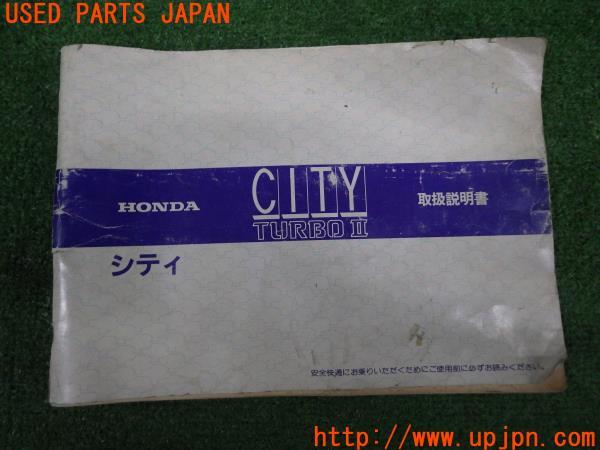 USED PARTS JAPAN
HONDA
CITY
TURBO II
取扱説明書
シティ
安全快適にお乗りいただくためにご使用前に必ずお読みください。
http://www.upjpn.com/